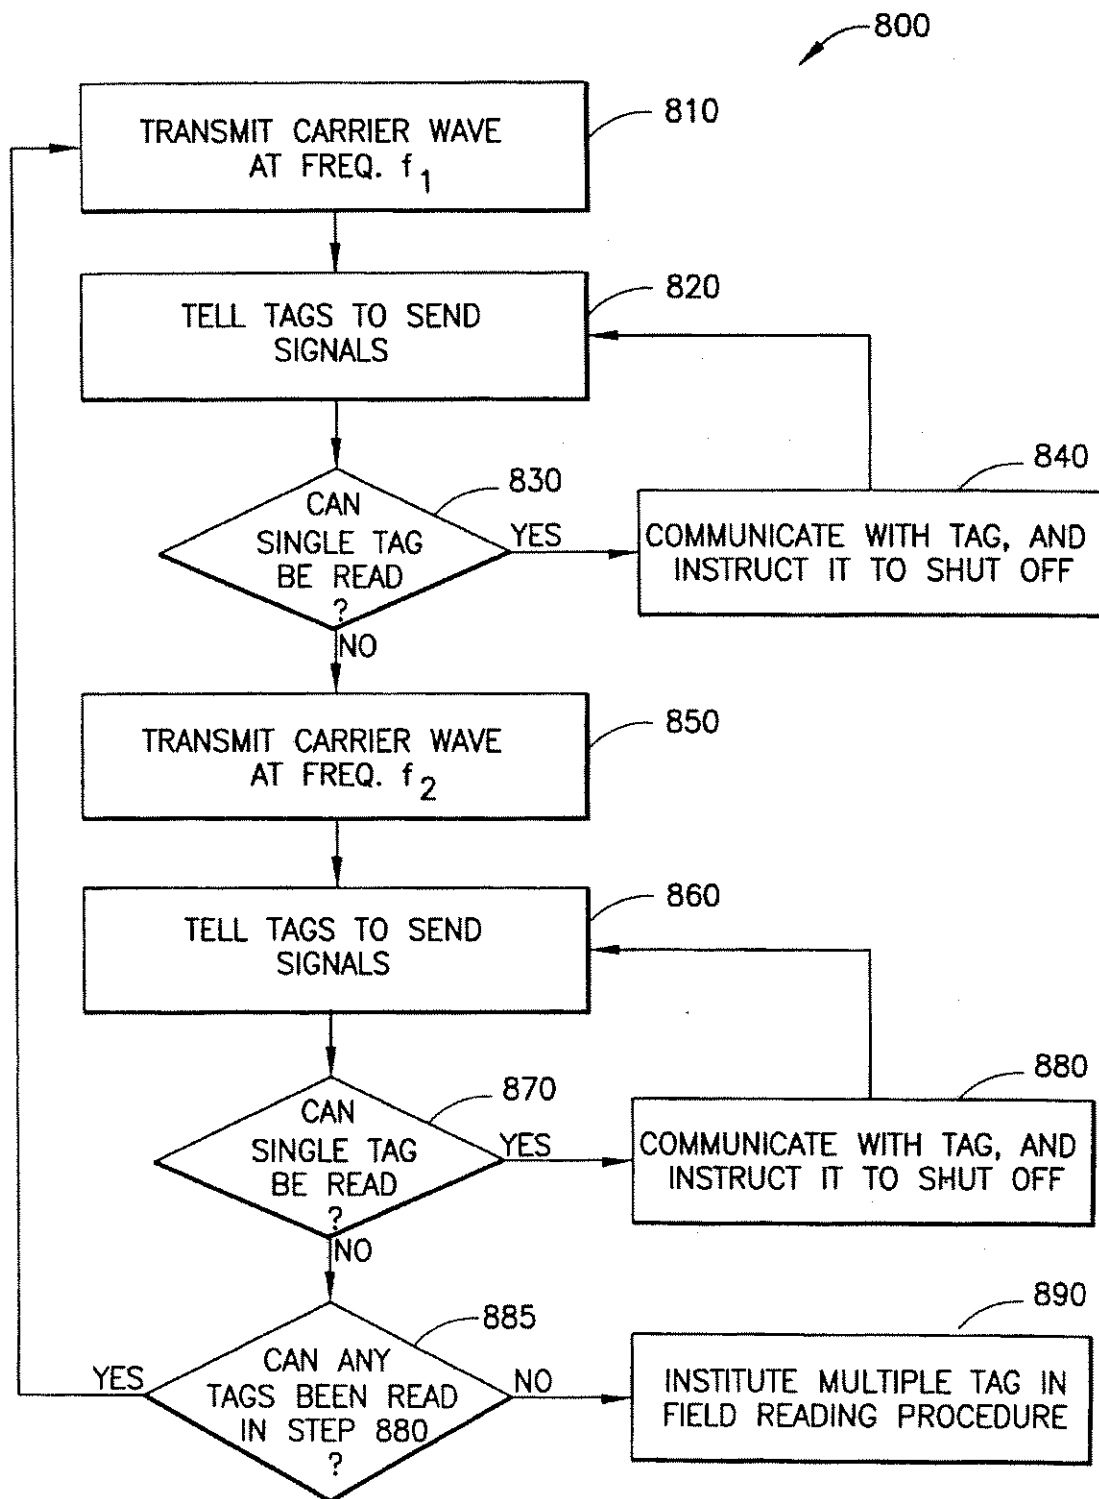 800
TRANSMIT CARRIER WAVE
AT FREQ. f1
810
TELL TAGS TO SEND
SIGNALS
820
CAN
SINGLE TAG
BE READ
?
830
YES
COMMUNICATE WITH TAG, AND
INSTRUCT IT TO SHUT OFF
840
NO
TRANSMIT CARRIER WAVE
AT FREQ. f2
850
TELL TAGS TO SEND
SIGNALS
860
CAN
SINGLE TAG
BE READ
?
870
YES
COMMUNICATE WITH TAG, AND
INSTRUCT IT TO SHUT OFF
880
NO
CAN ANY
TAGS BEEN READ
IN STEP 880
?
885
YES
NO
INSTITUTE MULTIPLE TAG IN
FIELD READING PROCEDURE
890